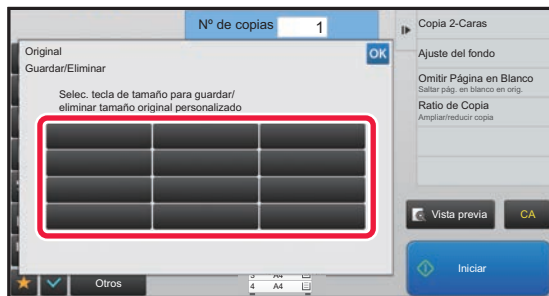 Nº de copias 1
Original
OK
Guardar/Eliminar
Selec. tecla de tamaño para guardar/
eliminar tamaño original personalizado
Otros
4 A4
Copia 2-Caras
Ajuste del fondo
Omitir Página en Blanco
Saltar pág. en blanco en orig.
Ratio de Copia
Ampliar/reducir copia
Vista previa
CA
Iniciar